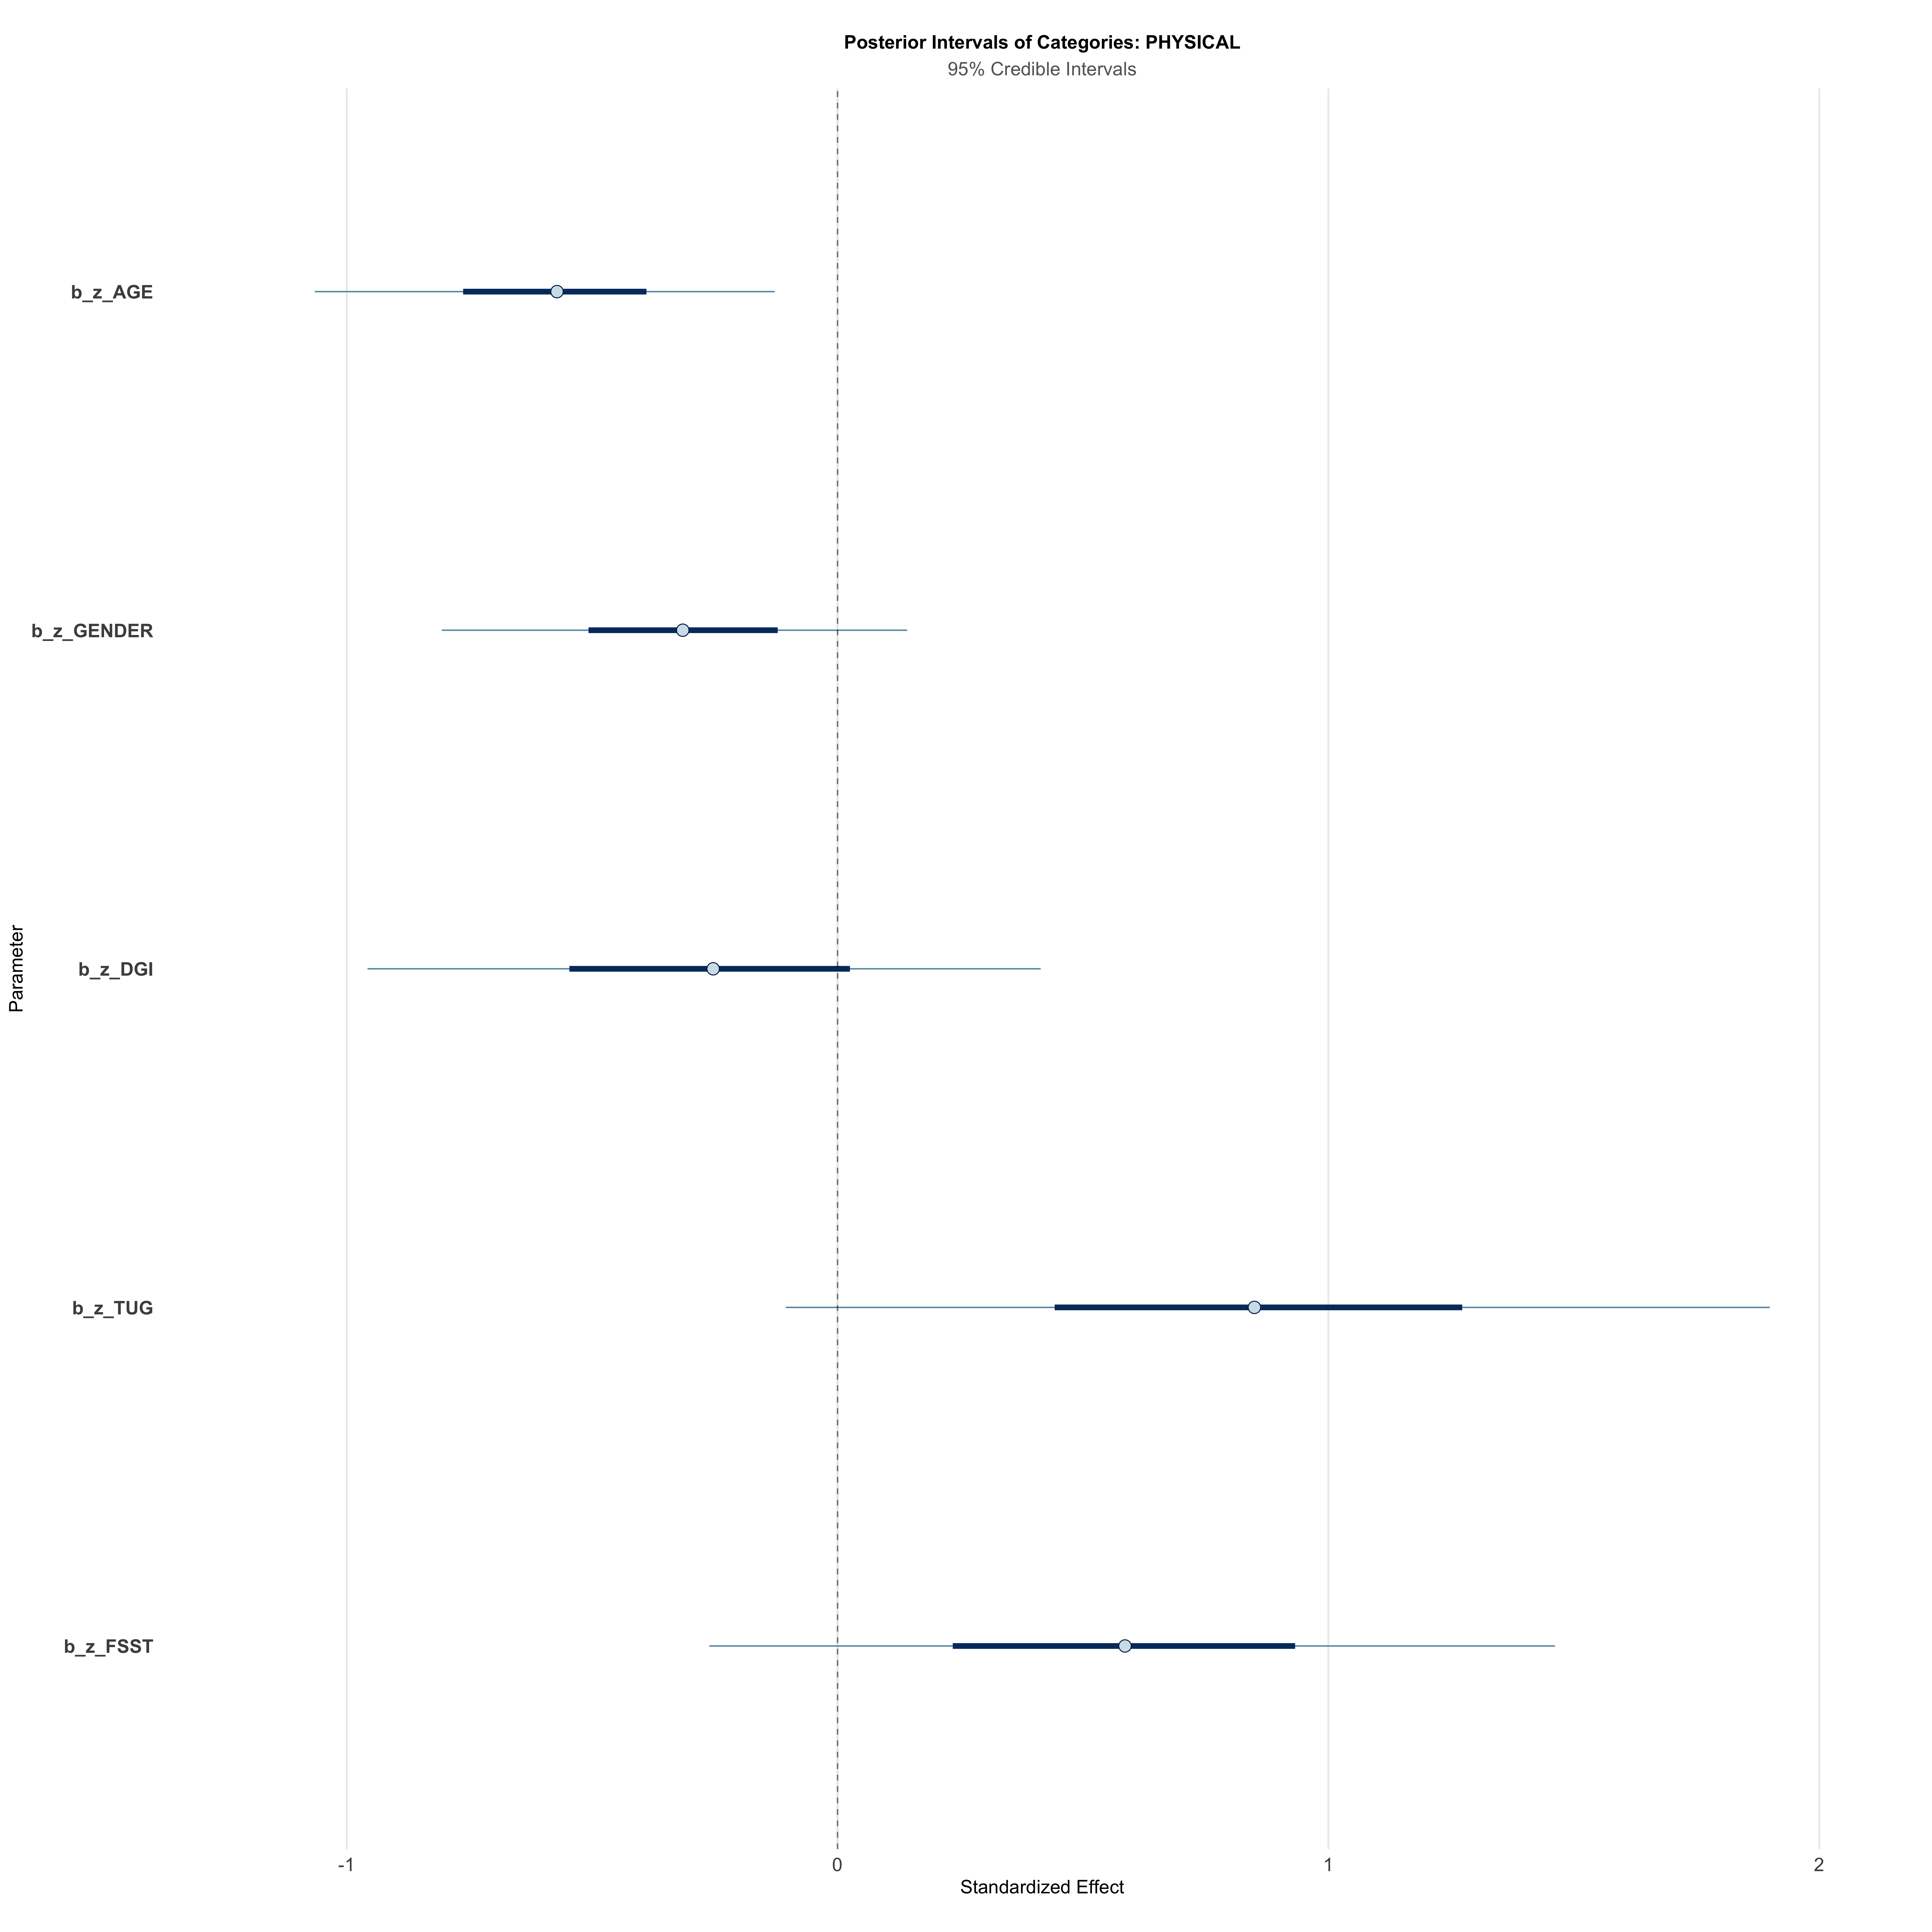 Posterior Intervals of Categories: PHYSICAL
95% Credible Intervals
b_z_AGE
b_z_GENDER
b_z_DGI
b_z_TUG
b_z_FSST
Parameter
-1 0 1 2
Standardized Effect